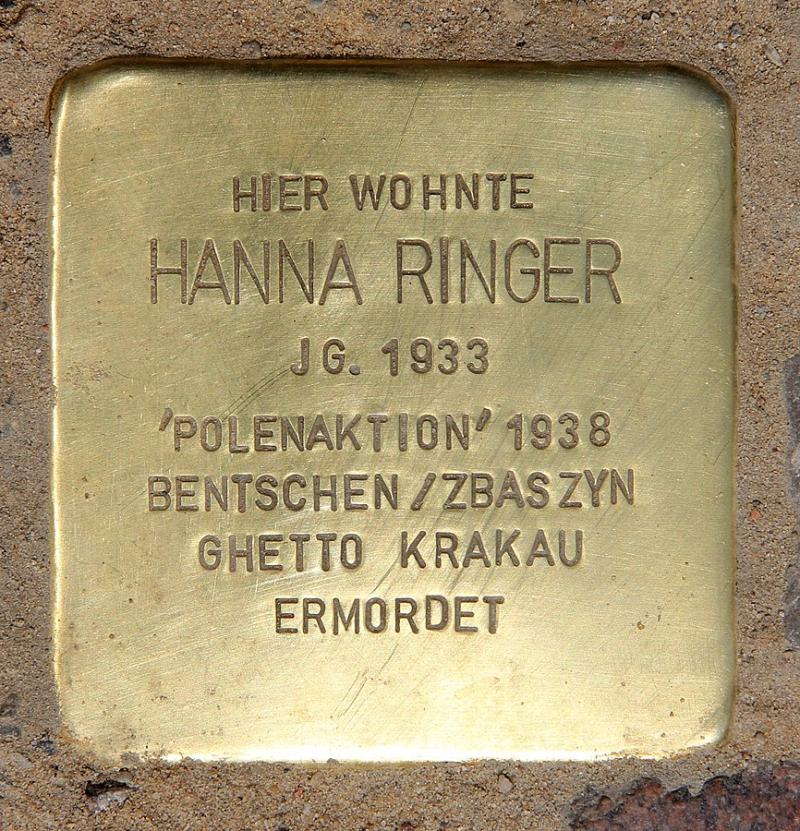 HIER WOHNTE
HANNA RINGER
JG. 1933
'POLENAKTION' 1938
BENTSCHEN/ZBASZYN
GHETTO KRAKAU
ERMORDET